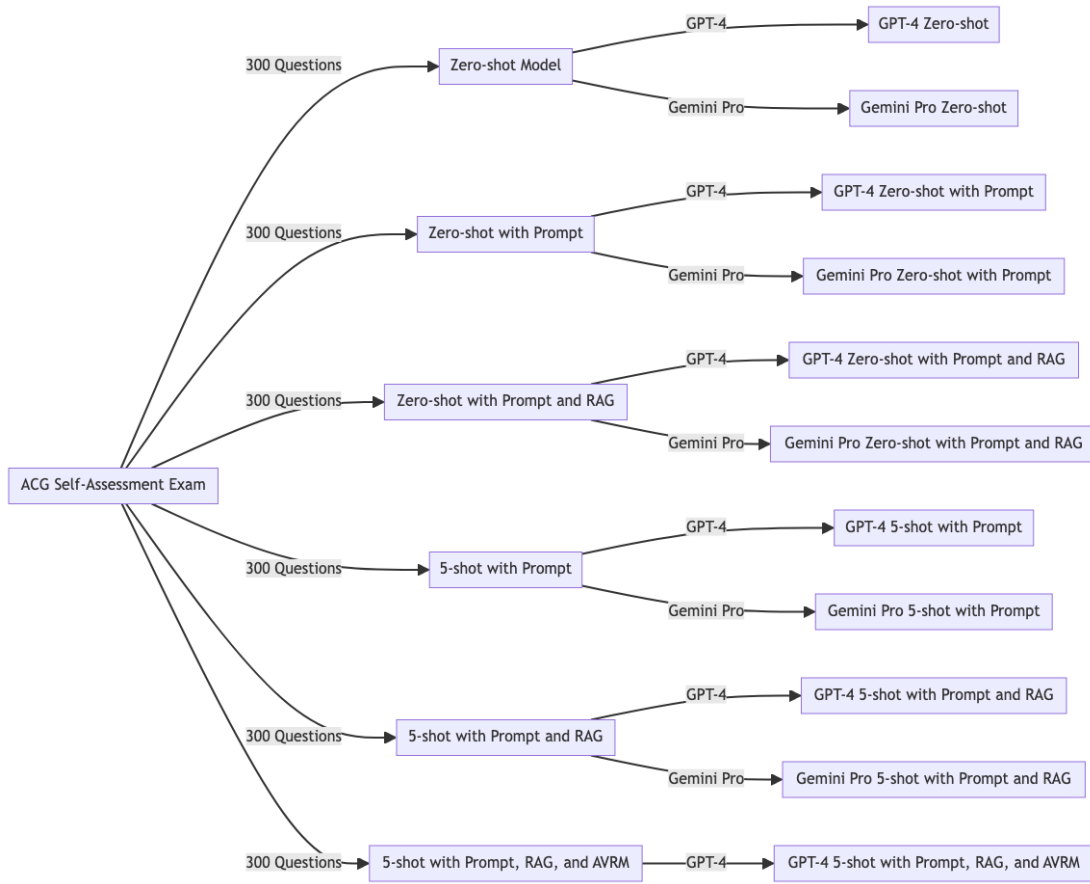 GPT-4
GPT-4 Zero-shot
300 Questions
Zero-shot Model
Gemini Pro
Gemini Pro Zero-shot
GPT-4
GPT-4 Zero-shot with Prompt
300 Questions
Zero-shot with Prompt
Gemini Pro
Gemini Pro Zero-shot with Prompt
GPT-4
GPT-4 Zero-shot with Prompt and RAG
300 Questions
Zero-shot with Prompt and RAG
Gemini Pro
Gemini Pro Zero-shot with Prompt and RAG
ACG Self-Assessment Exam
GPT-4
GPT-4 5-shot with Prompt
300 Questions
5-shot with Prompt
Gemini Pro
Gemini Pro 5-shot with Prompt
GPT-4
GPT-4 5-shot with Prompt and RAG
300 Questions
5-shot with Prompt and RAG
Gemini Pro
Gemini Pro 5-shot with Prompt and RAG
300 Questions
5-shot with Prompt, RAG, and AVRM
GPT-4
GPT-4 5-shot with Prompt, RAG, and AVRM